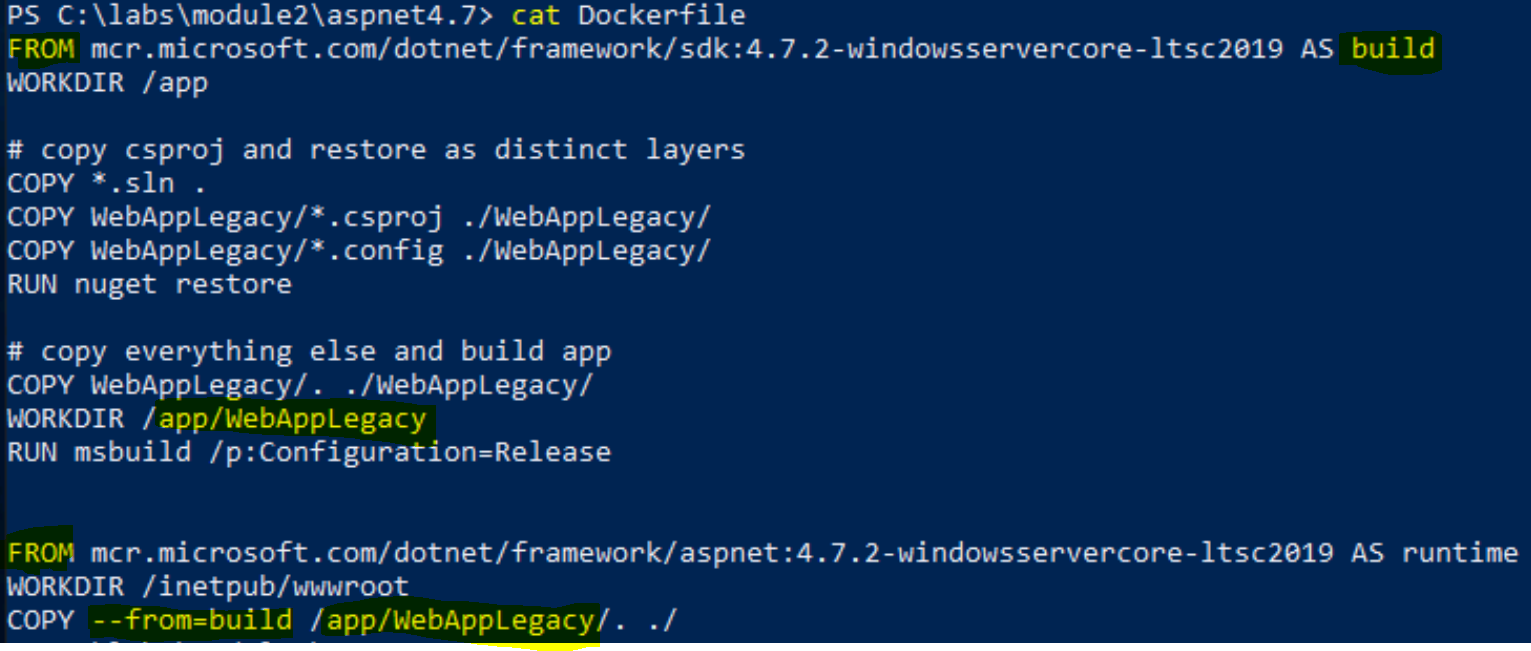 PS C:\labs\module2\aspnet4.7> cat Dockerfile
FROM mcr.microsoft.com/dotnet/framework/sdk:4.7.2-windowsservercore-ltsc2019 AS build
WORKDIR /app
# copy csproj and restore as distinct layers
COPY *.sln .
COPY WebAppLegacy/*.csproj ./WebAppLegacy/
COPY WebAppLegacy/*.config ./WebAppLegacy/
RUN nuget restore
# copy everything else and build app
COPY WebAppLegacy/. ./WebAppLegacy/
WORKDIR /app/WebAppLegacy
RUN msbuild /p:Configuration=Release
FROM mcr.microsoft.com/dotnet/framework/aspnet:4.7.2-windowsservercore-ltsc2019 AS runtime
WORKDIR /inetpub/wwwroot
COPY --from=build /app/WebAppLegacy/. ./